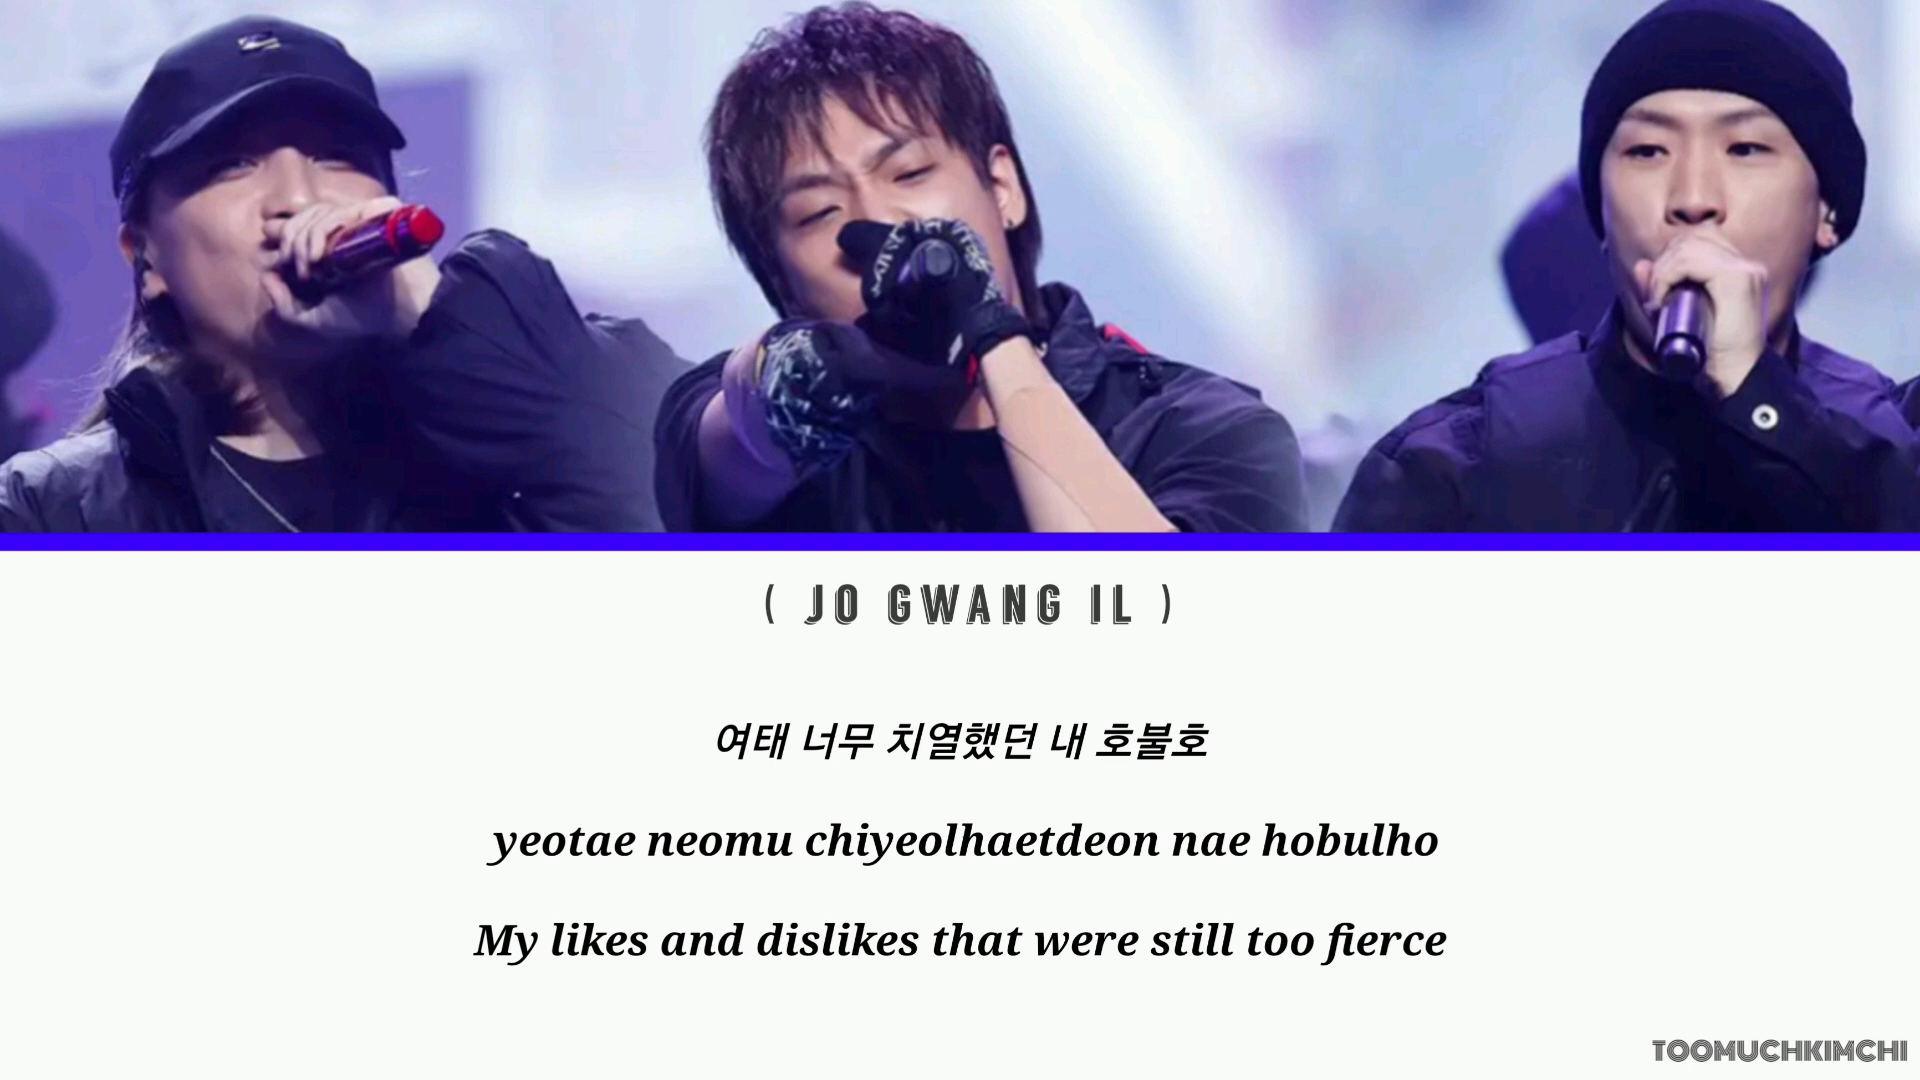 ( JO GWANG IL )
여태 너무 치열했던 내 호불호
yeotae neomu chiyeolhaetdeon nae hobulho
My likes and dislikes that were still too fierce
TOOMUCHKIMCHI